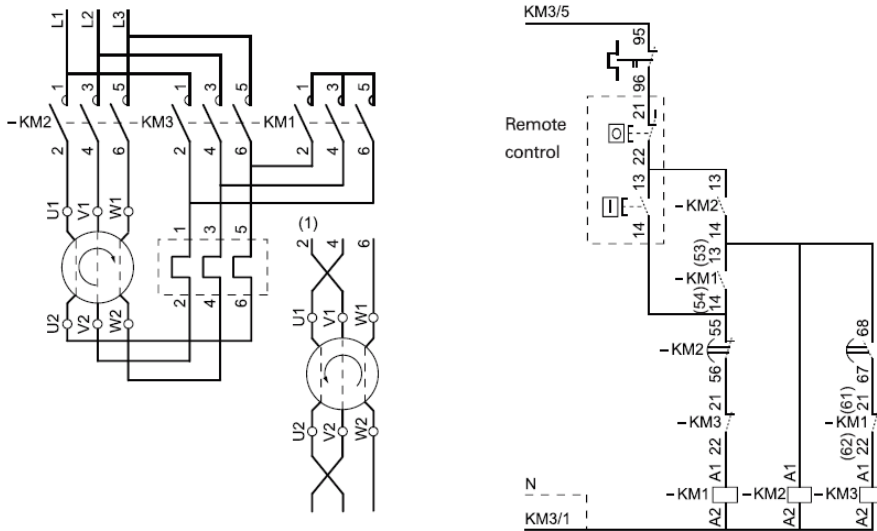 L1 L2 L3
1 3 5 1 3 5 1 3 5
–KM2 KM3 KM1
2 4 6 2 4 6 2 4 6
U1 V1 W1
1 3 5
2 4 6
U2 V2 W2
(1)
2 4 6
U1 V1 W1
U2 V2 W2
KM3/5
95
96
Remote
control
21
O
22
13
I
14
13
–KM2
14
13 (53)
–KM1
14 (54)
55
–KM2
56
68
67
21
–KM3
22
21 (61)
–KM1
22 (62)
A1 A1 A1
–KM1 –KM2 –KM3
A2 A2 A2
N
KM3/1